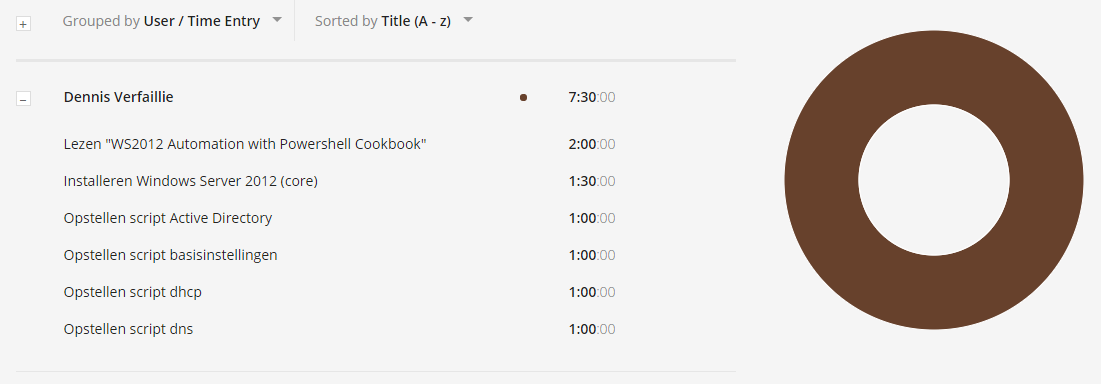 Grouped by User / Time Entry Sorted by Title (A - z)
Dennis Verfaillie 7:30:00
Lezen "WS2012 Automation with Powershell Cookbook" 2:00:00
Installeren Windows Server 2012 (core) 1:30:00
Opstellen script Active Directory 1:00:00
Opstellen script basisinstellingen 1:00:00
Opstellen script dhcp 1:00:00
Opstellen script dns 1:00:00